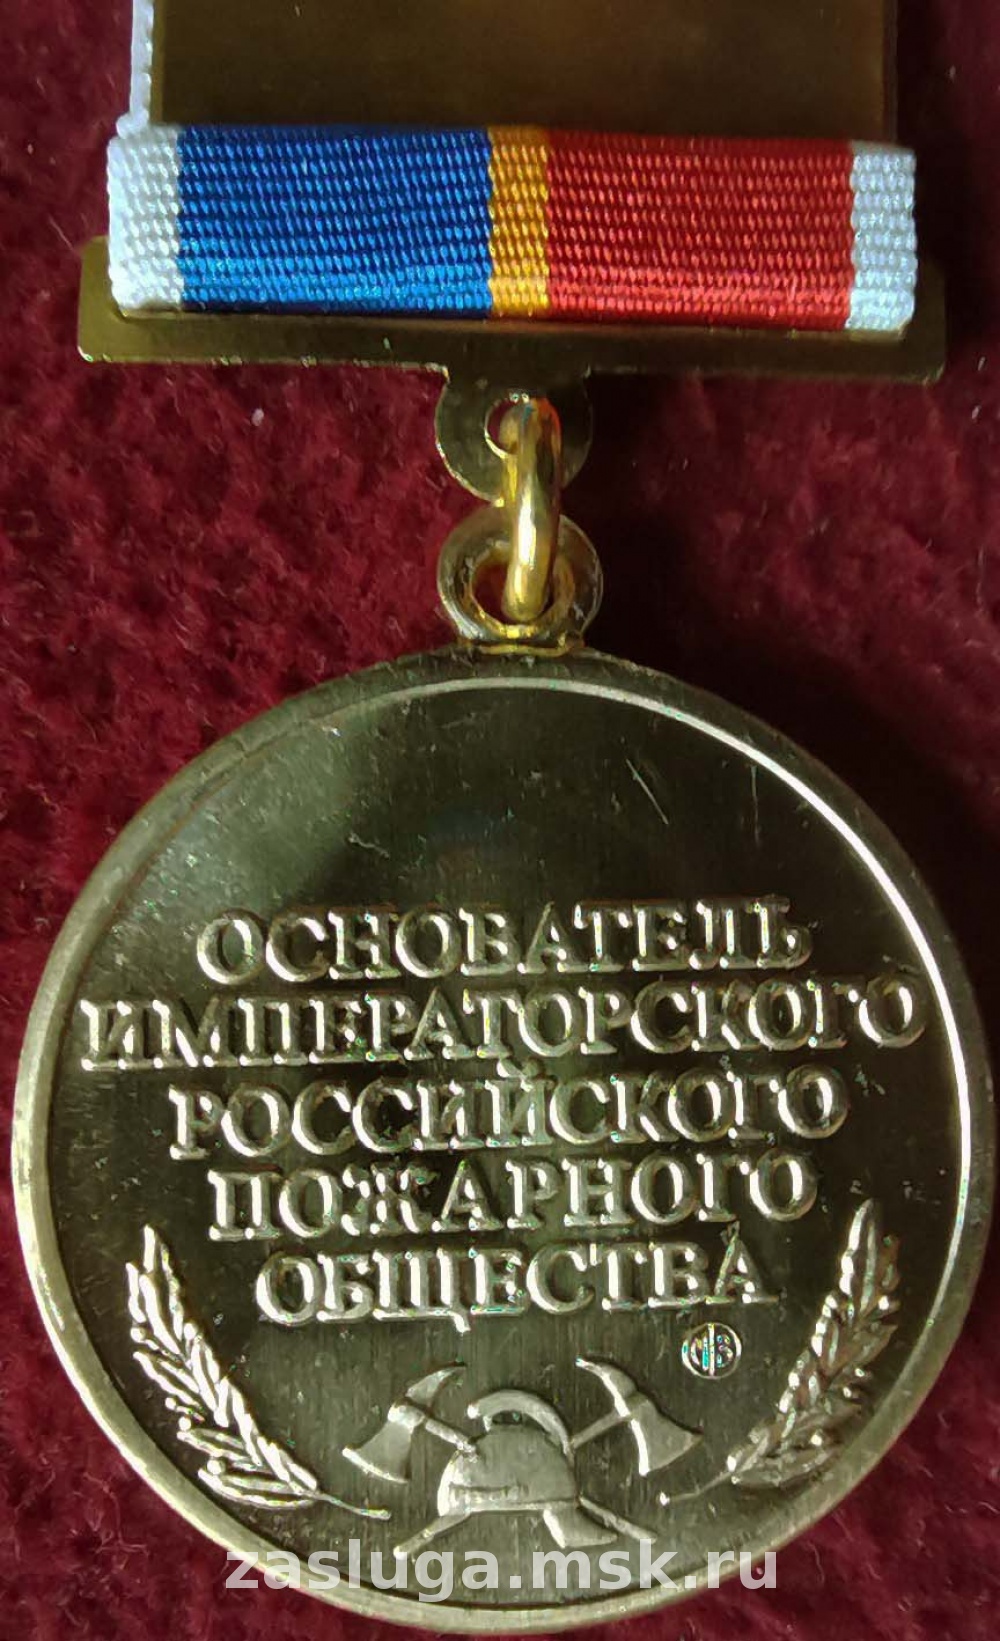 ОСНОВАТЕЛЬ
ИМПЕРАТОРСКОГО
РОССИЙСКОГО
ПОЖАРНОГО
ОБЩЕСТВА
zasluga.msk.ru